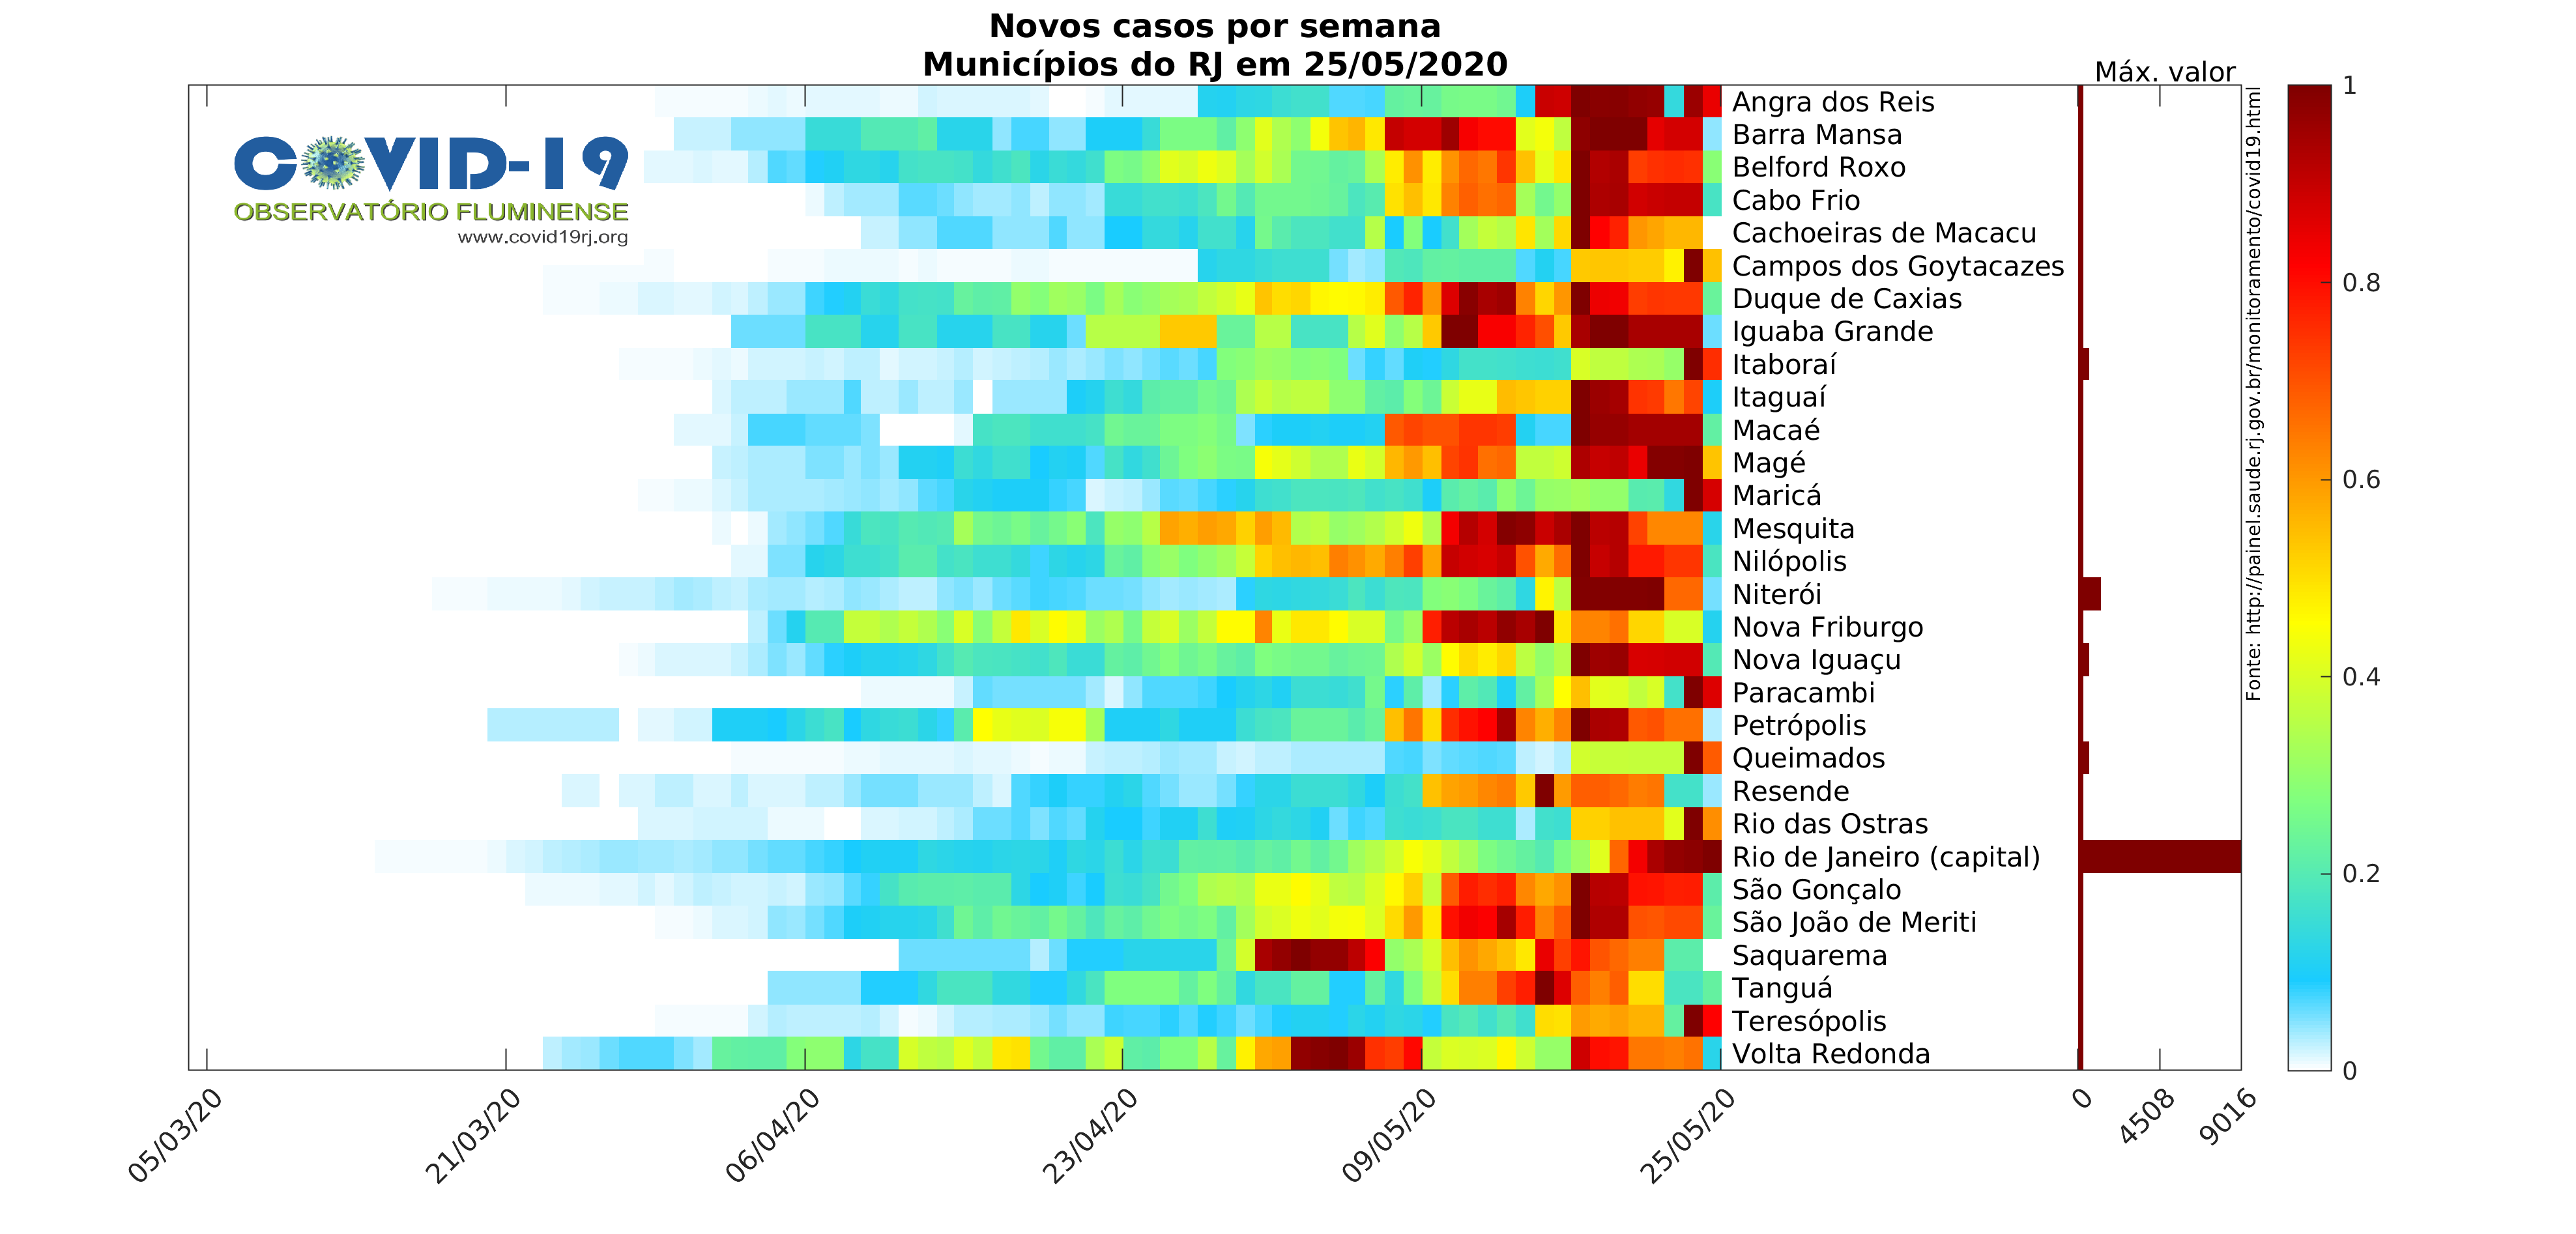 Novos casos por semana
Municípios do RJ em 25/05/2020
Máx. valor
COVID-19
OBSERVATÓRIO FLUMINENSE
www.covid19rj.org
Angra dos Reis
Barra Mansa
Belford Roxo
Cabo Frio
Cachoeiras de Macacu
Campos dos Goytacazes
Duque de Caxias
Iguaba Grande
Itaboraí
Itaguaí
Macaé
Magé
Maricá
Mesquita
Nilópolis
Niterói
Nova Friburgo
Nova Iguaçu
Paracambi
Petrópolis
Queimados
Resende
Rio das Ostras
Rio de Janeiro (capital)
São Gonçalo
São João de Meriti
Saquarema
Tanguá
Teresópolis
Volta Redonda
Fonte: http://painel.saude.rj.gov.br/monitoramento/covid19.html
1
0.8
0.6
0.4
0.2
0
05/03/20
21/03/20
06/04/20
23/04/20
09/05/20
25/05/20
0
4508
9016